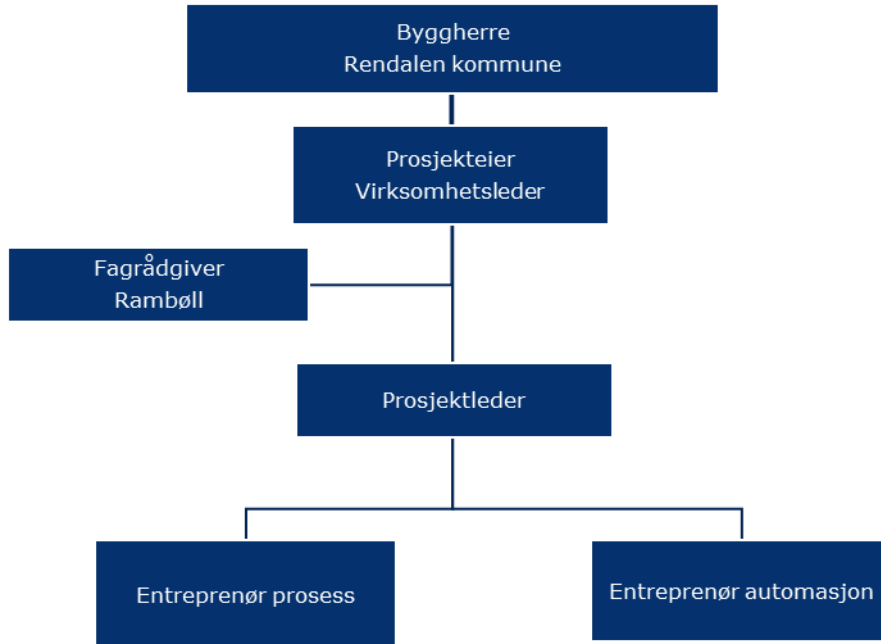 Byggherre
Rendalen kommune
Prosjekteier
Virksomhetsleder
Fagrådgiver
Rambøll
Prosjektleder
Entreprenør prosess
Entreprenør automasjon